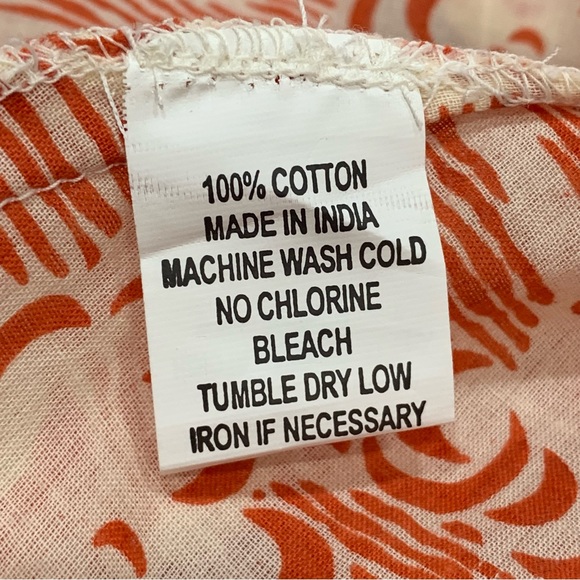 100% COTTON
MADE IN INDIA
MACHINE WASH COLD
NO CHLORINE
BLEACH
TUMBLE DRY LOW
IRON IF NECESSARY